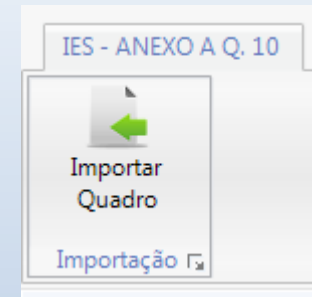 IES - ANEXO A Q. 10
Importar
Quadro
Importação